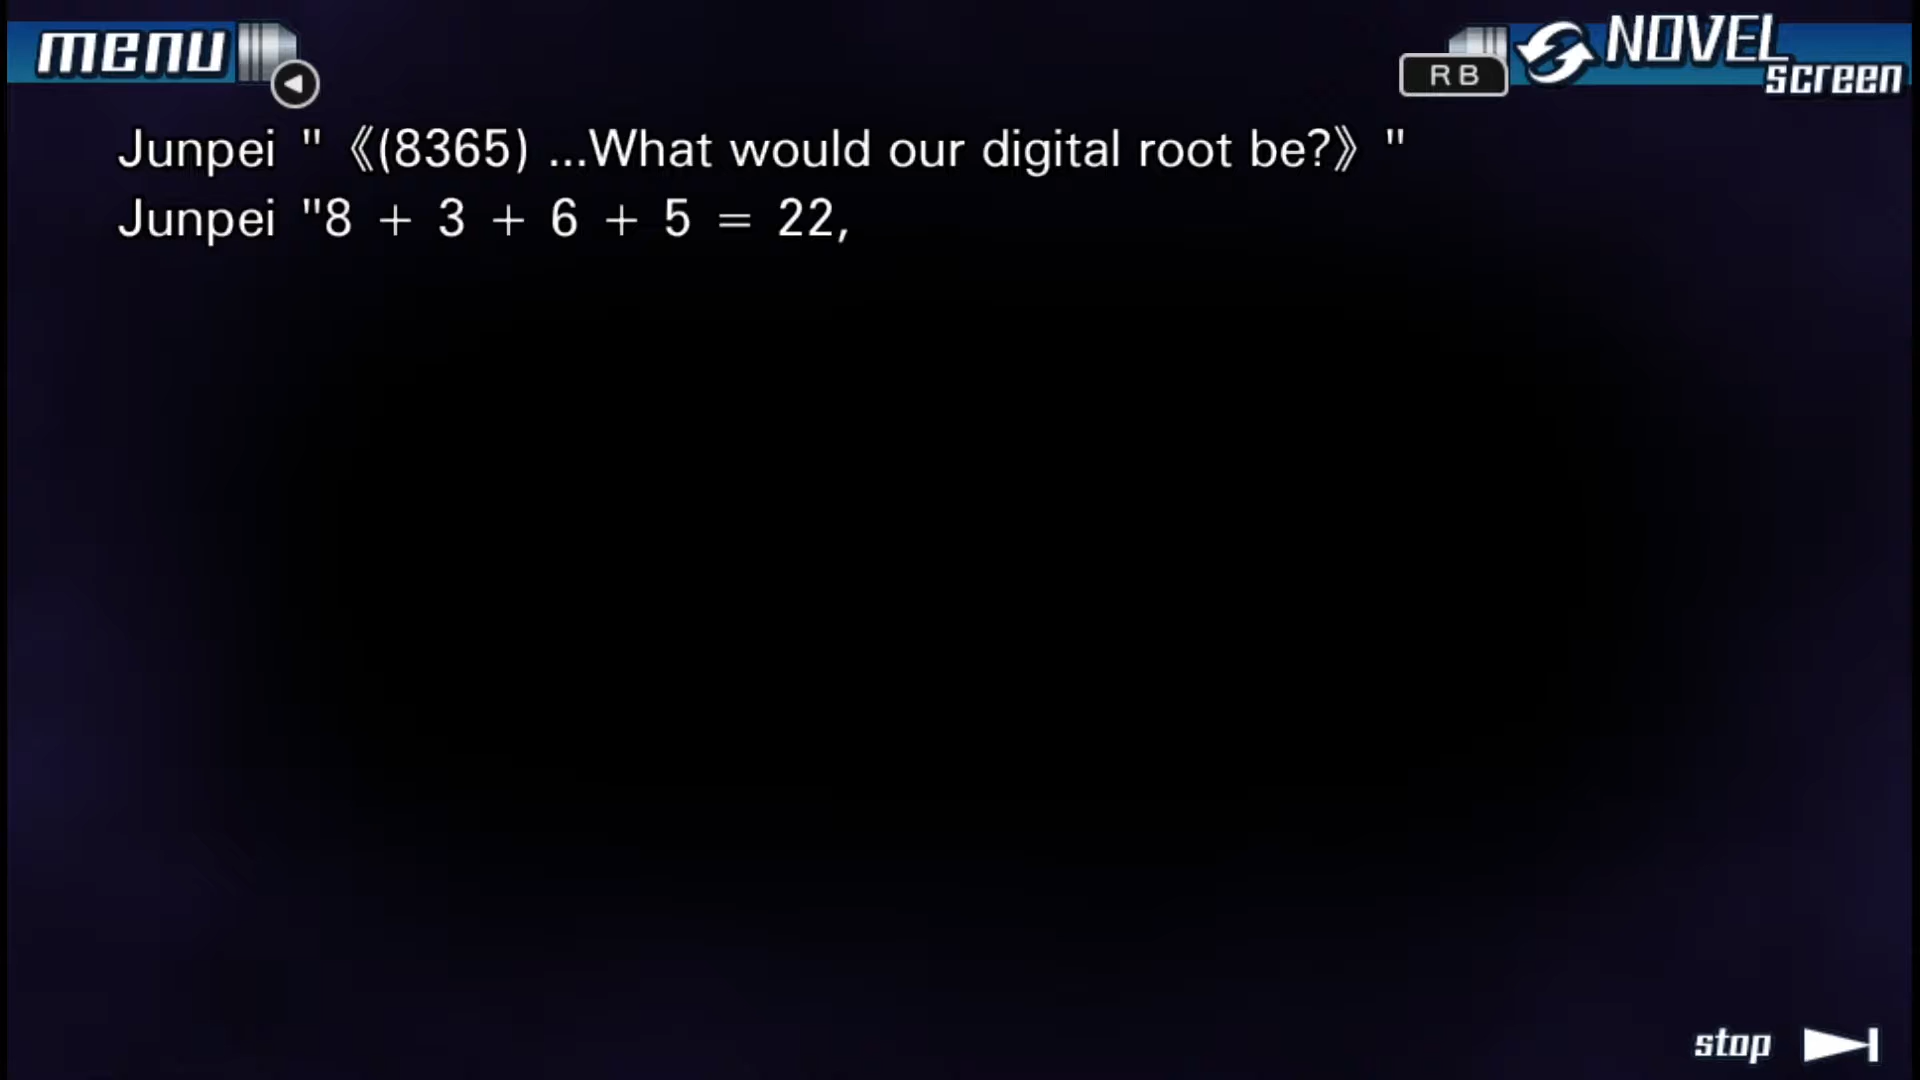 menu
RB
NOVEL
screen
Junpei "《(8365) ...What would our digital root be?》"
Junpei "8 + 3 + 6 + 5 = 22,
stop